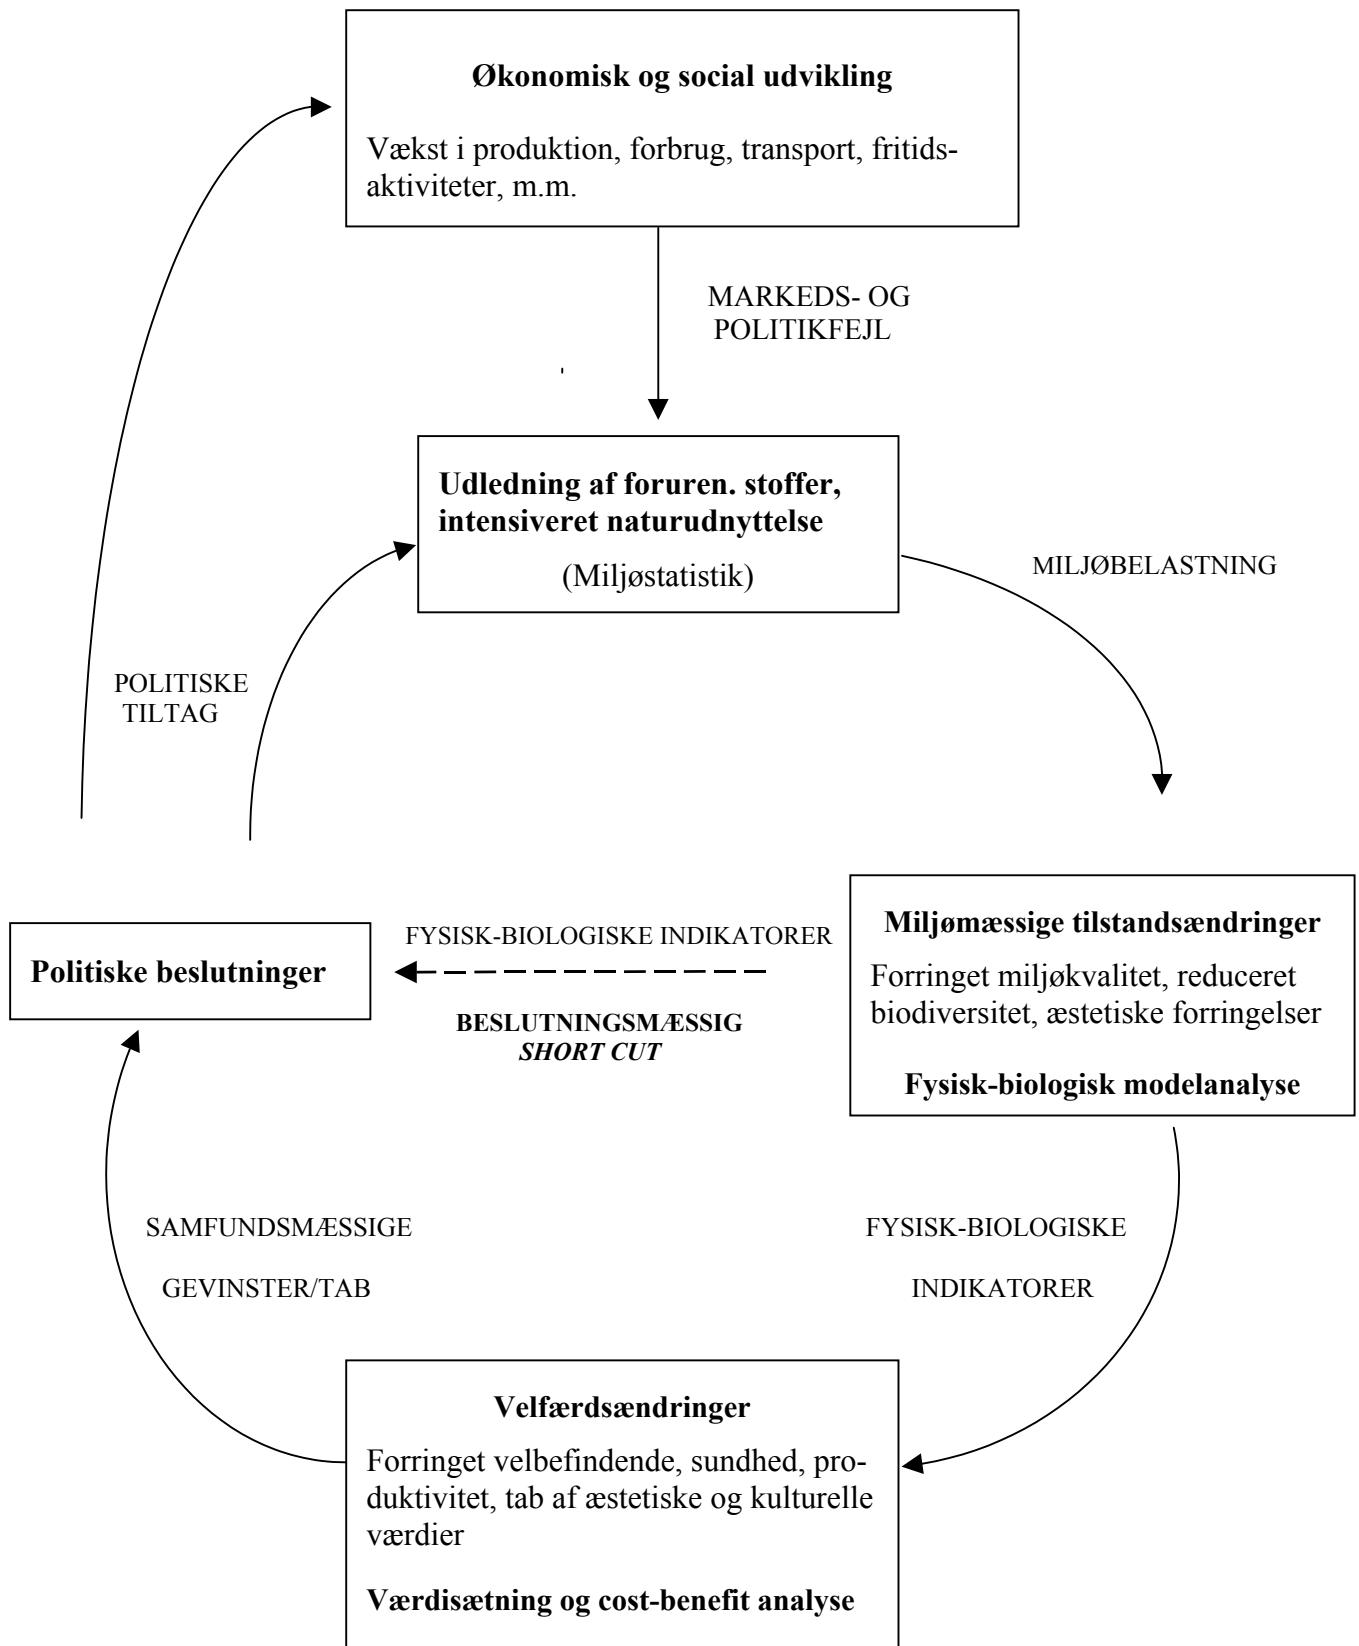 Økonomisk og social udvikling
Vækst i produktion, forbrug, transport, fritids-
aktiviteter, m.m.
MARKEDS- OG
POLITIKFEJL
Udledning af foruren. stoffer,
intensiveret naturudnyttelse
(Miljøstatistik)
MILJØBELASTNING
POLITISKE
TILTAG
Politiske beslutninger
FYSISK-BIOLOGISKE INDIKATORER
BESLUTNINGSMÆSSIG
SHORT CUT
Miljømæssige tilstandsændringer
Forringet miljøkvalitet, reduceret
biodiversitet, æstetiske forringelser
Fysisk-biologisk modelanalyse
SAMFUNDSMÆSSIGE
GEVINSTER/TAB
FYSISK-BIOLOGISKE
INDIKATORER
Velfærdsændringer
Forringet velbefindende, sundhed, pro-
duktivitet, tab af æstetiske og kulturelle
værdier
Værdisætning og cost-benefit analyse